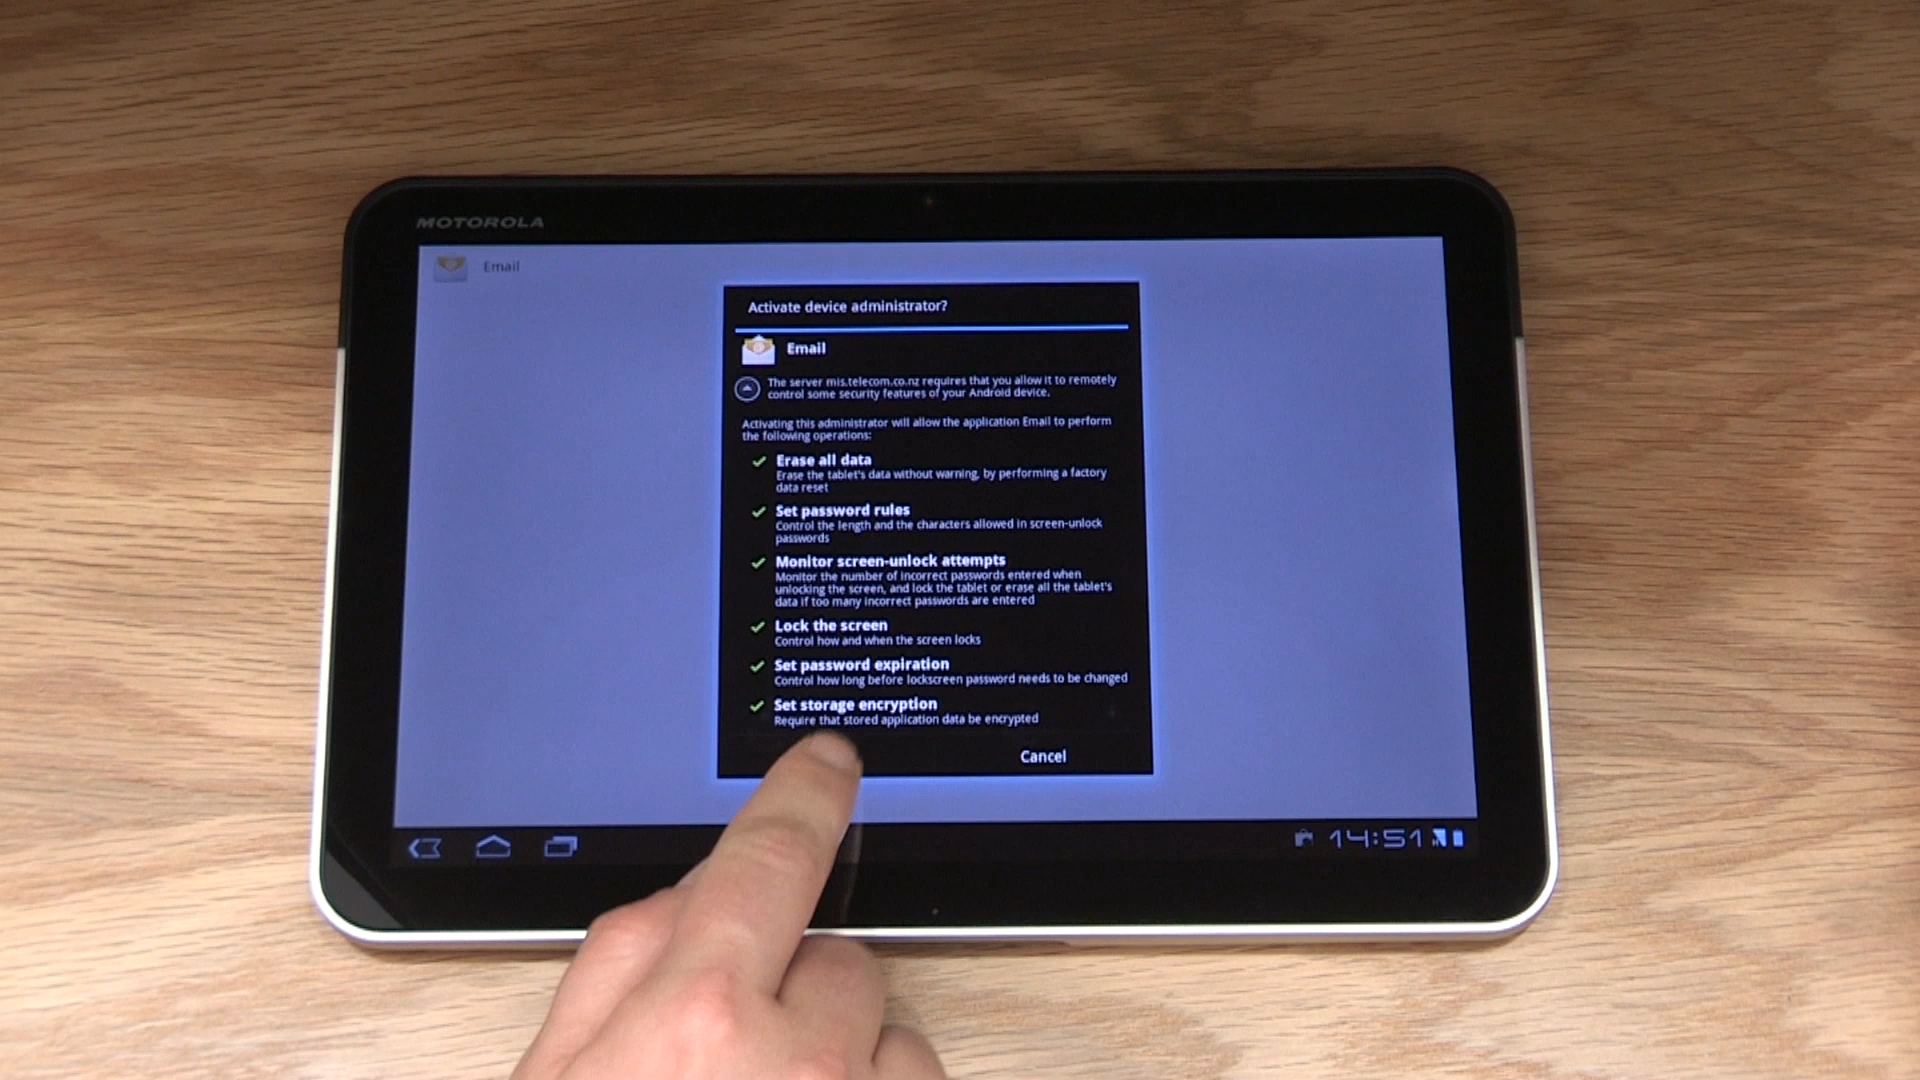 MOTOROLA
Email
Activate device administrator?
Email
The server mis.telecom.co.nz requires that you allow it to remotely
control some security features of your Android device.
Activating this administrator will allow the application Email to perform
the following operations:
Erase all data
Erase the tablet's data without warning, by performing a factory
data reset
Set password rules
Control the length and the characters allowed in screen-unlock
passwords
Monitor screen-unlock attempts
Monitor the number of incorrect passwords entered when
unlocking the screen, and lock the tablet or erase all the tablet's
data if too many incorrect passwords are entered
Lock the screen
Control how and when the screen locks
Set password expiration
Control how long before lockscreen password needs to be changed
Set storage encryption
Require that stored application data be encrypted
Cancel
14:51